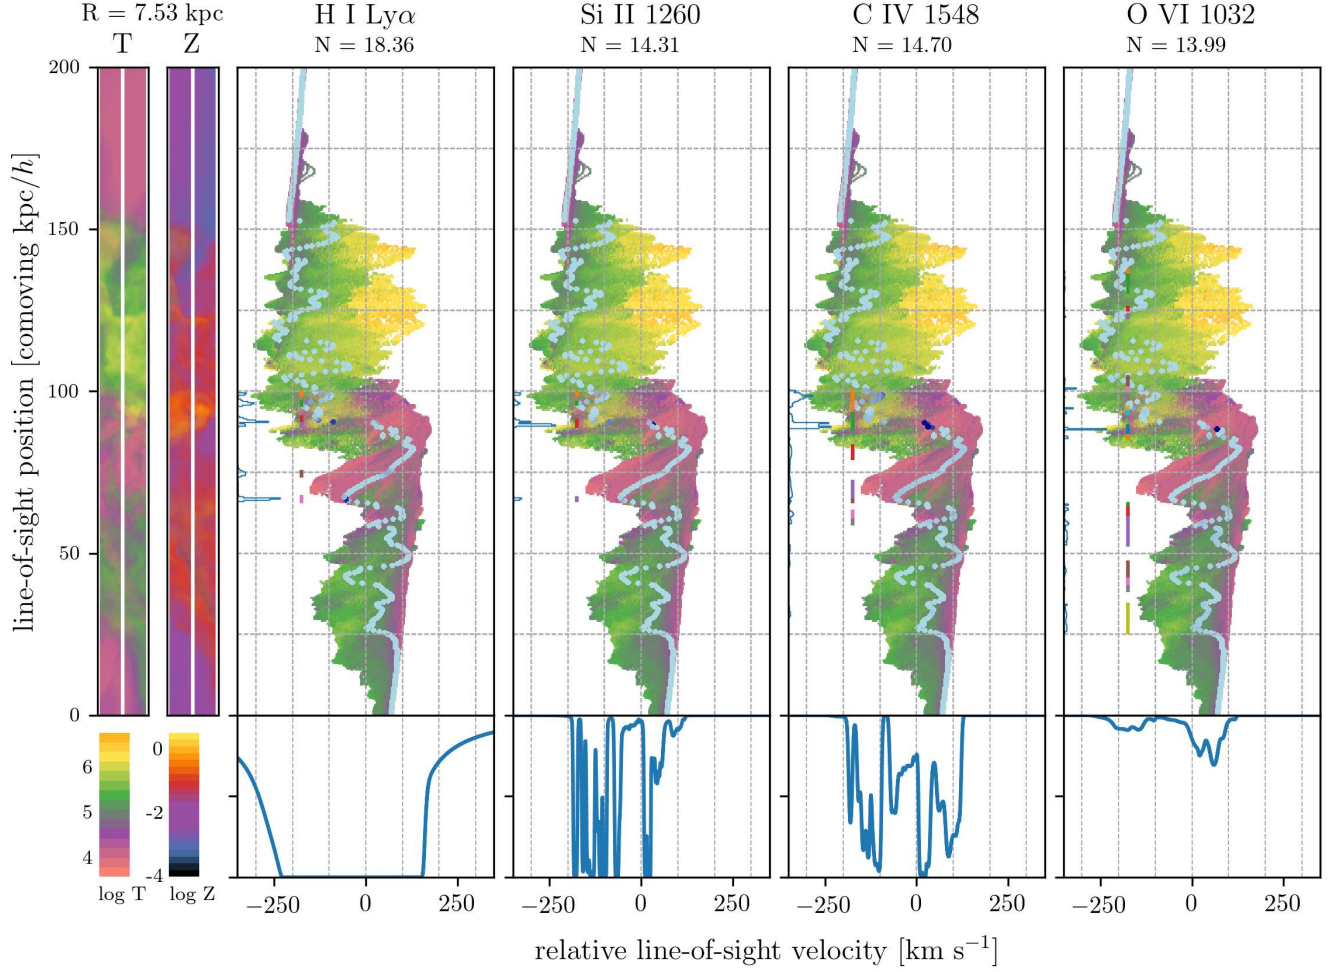 R = 7.53 kpc
T Z
H I Lyα
N = 18.36
Si II 1260
N = 14.31
C IV 1548
N = 14.70
O VI 1032
N = 13.99
line-of-sight position [comoving kpc/h]
200
150
100
50
0
6
5
4
log T
0
-2
-4
log Z
−250 0 250
−250 0 250
−250 0 250
−250 0 250
relative line-of-sight velocity [km s⁻¹]